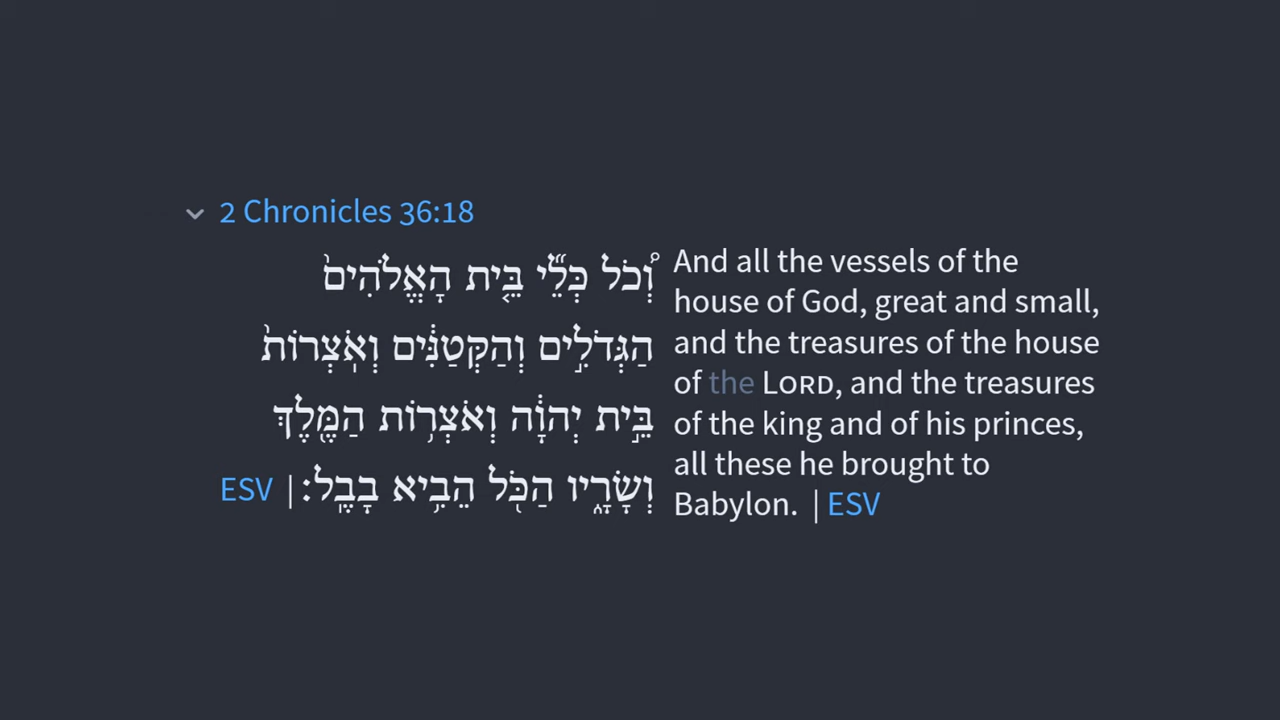 2 Chronicles 36:18
וְ֠כֹל כְּלֵ֞י בֵּ֤ית הָאֱלֹהִים֙
הַגְּדֹלִ֣ים וְהַקְּטַנִּ֔ים וְאֹֽצְרוֹת֙
בֵּ֣ית יְהוָ֔ה וְאֹצְר֥וֹת הַמֶּ֖לֶךְ
וְשָׂרָ֑יו הַכֹּ֖ל הֵבִ֥יא בָבֶֽל׃ | ESV
And all the vessels of the
house of God, great and small,
and the treasures of the house
of the LORD, and the treasures
of the king and of his princes,
all these he brought to
Babylon. | ESV